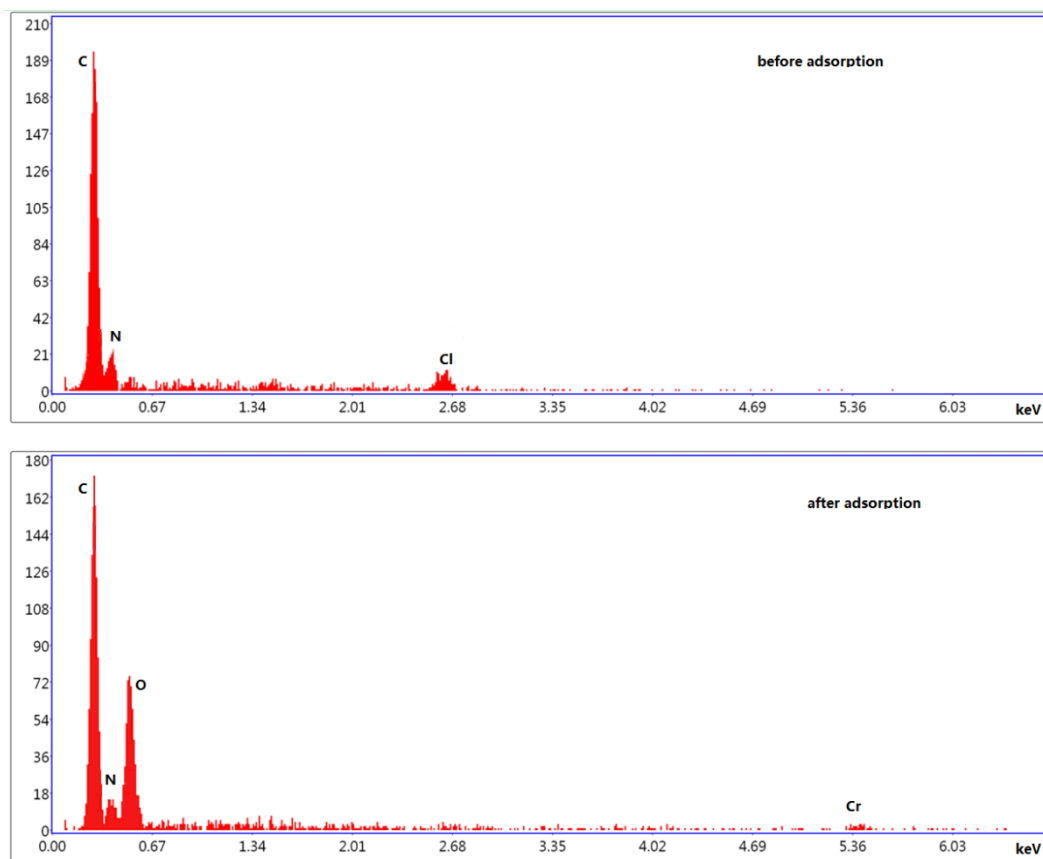 210
189
C
before adsorption
168
147
126
105
84
63
42
N
Cl
21
0
0.00 0.67 1.34 2.01 2.68 3.35 4.02 4.69 5.36 6.03 keV
180
C
162
after adsorption
144
126
108
90
72
O
54
36
N
18
Cr
0
0.00 0.67 1.34 2.01 2.68 3.35 4.02 4.69 5.36 6.03 keV